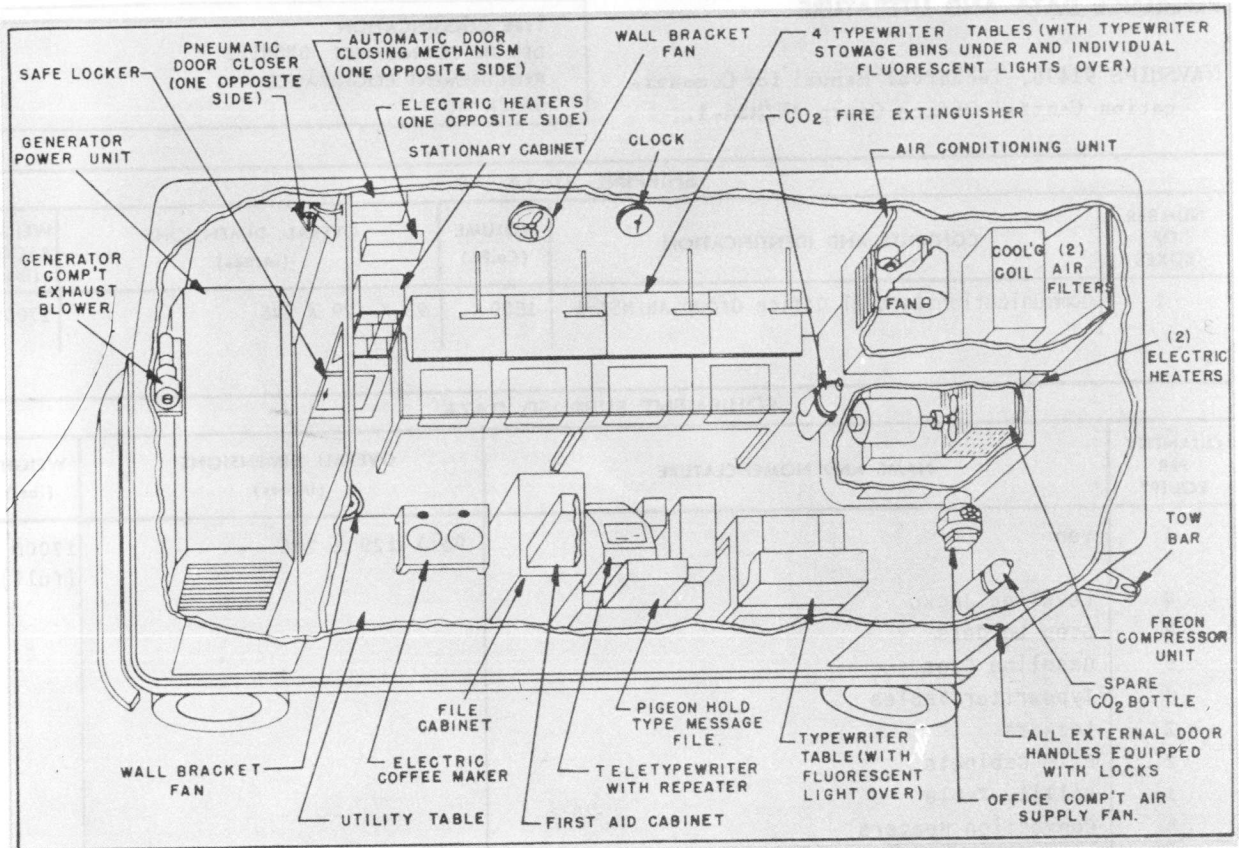 SAFE LOCKER
PNEUMATIC
DOOR CLOSER
(ONE OPPOSITE
SIDE)
AUTOMATIC DOOR
CLOSING MECHANISM
(ONE OPPOSITE SIDE)
ELECTRIC HEATERS
(ONE OPPOSITE SIDE)
STATIONARY CABINET
WALL BRACKET
FAN
CLOCK
4 TYPEWRITER TABLES (WITH TYPEWRITER
STOWAGE BINS UNDER AND INDIVIDUAL
FLUORESCENT LIGHTS OVER)
CO2 FIRE EXTINGUISHER
AIR CONDITIONING UNIT
GENERATOR
POWER UNIT
GENERATOR
COMP'T
EXHAUST
BLOWER
FANG
COOL'G
COIL
(2)
AIR
FILTERS
(2)
ELECTRIC
HEATERS
TOW
BAR
FREON
COMPRESSOR
UNIT
SPARE
CO2 BOTTLE
ALL EXTERNAL DOOR
HANDLES EQUIPPED
WITH LOCKS
OFFICE COMP'T AIR
SUPPLY FAN.
TYPEWRITER
TABLE (WITH
FLUORESCENT
LIGHT OVER)
PIGEON HOLD
TYPE MESSAGE
FILE.
TELETYPEWRITER
WITH REPEATER
FIRST AID CABINET
FILE
CABINET
ELECTRIC
COFFEE MAKER
UTILITY TABLE
WALL BRACKET
FAN